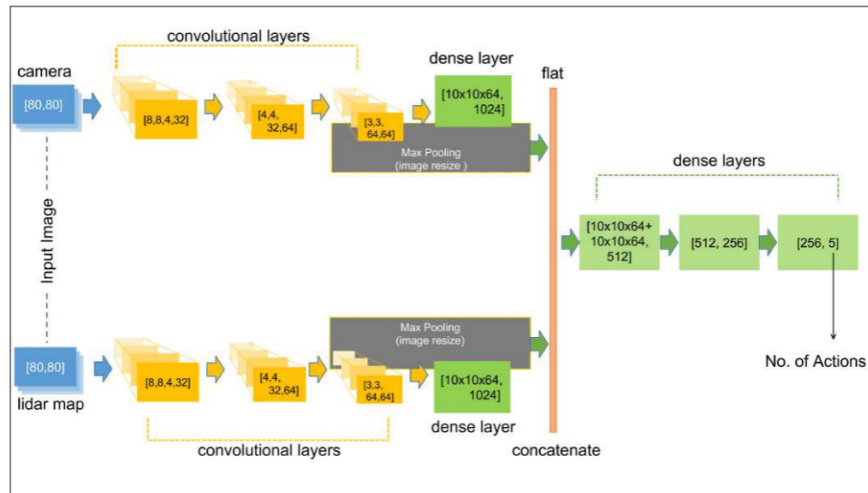 convolutional layers
camera
[80,80]
[8,8,4,32]
[4,4,
32,64]
[3,3,
64,64]
dense layer
[10x10x64,
1024]
Max Pooling
(image resize )
flat
Input Image
dense layers
[10x10x64+
10x10x64,
512]
[512, 256]
[256, 5]
No. of Actions
[80,80]
lidar map
[8,8,4,32]
[4,4,
32,64]
[3,3,
64,64]
Max Pooling
(image resize)
[10x10x64,
1024]
dense layer
convolutional layers
concatenate